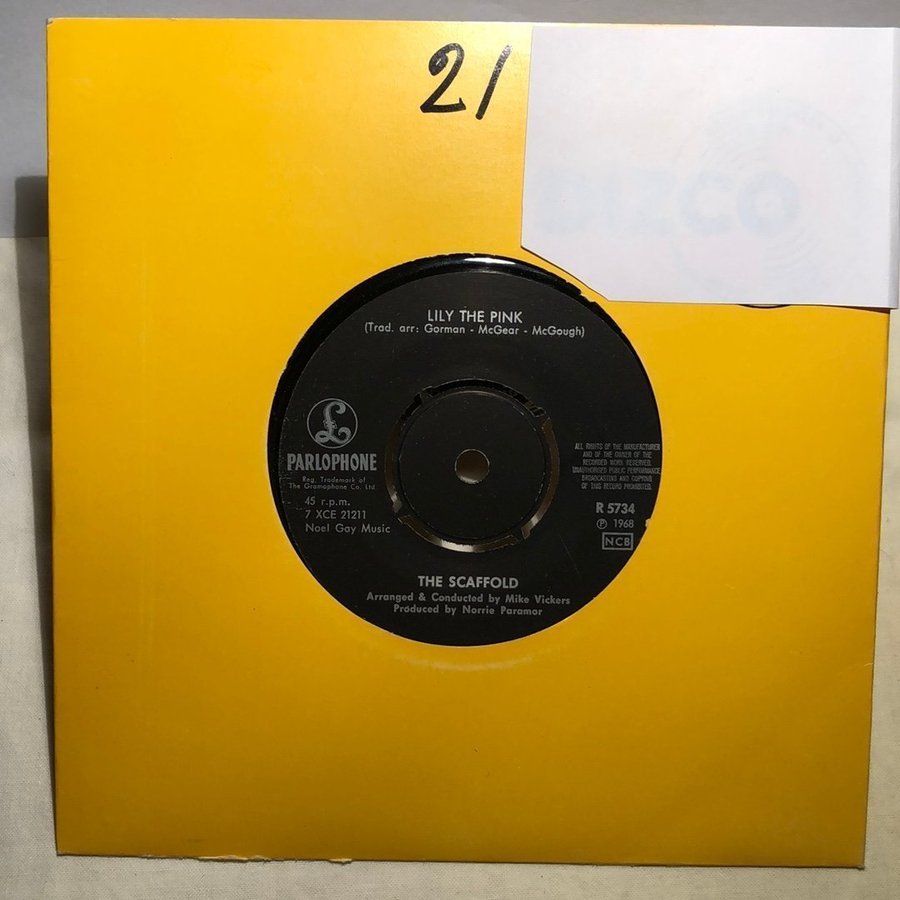 2/
DIZCO
LILY THE PINK
(Trad. arr: Gorman - McGear - McGough)
£
PARLOPHONE
Reg. Trademark of
The Gramophone Co. Ltd.
45 r.p.m.
7 XCE 21211
Noel Gay Music
ALL RIGHTS OF THE MANUFACTURER
AND OF THE OWNER OF THE
RECORDED WORK RESERVED.
UNAUTHORISED PUBLIC PERFORMANCE
BROADCASTING AND COPYING
OF THIS RECORD PROHIBITED.
R 5734
Ⓟ 1968
NCB
THE SCAFFOLD
Arranged & Conducted by Mike Vickers
Produced by Norrie Paramor